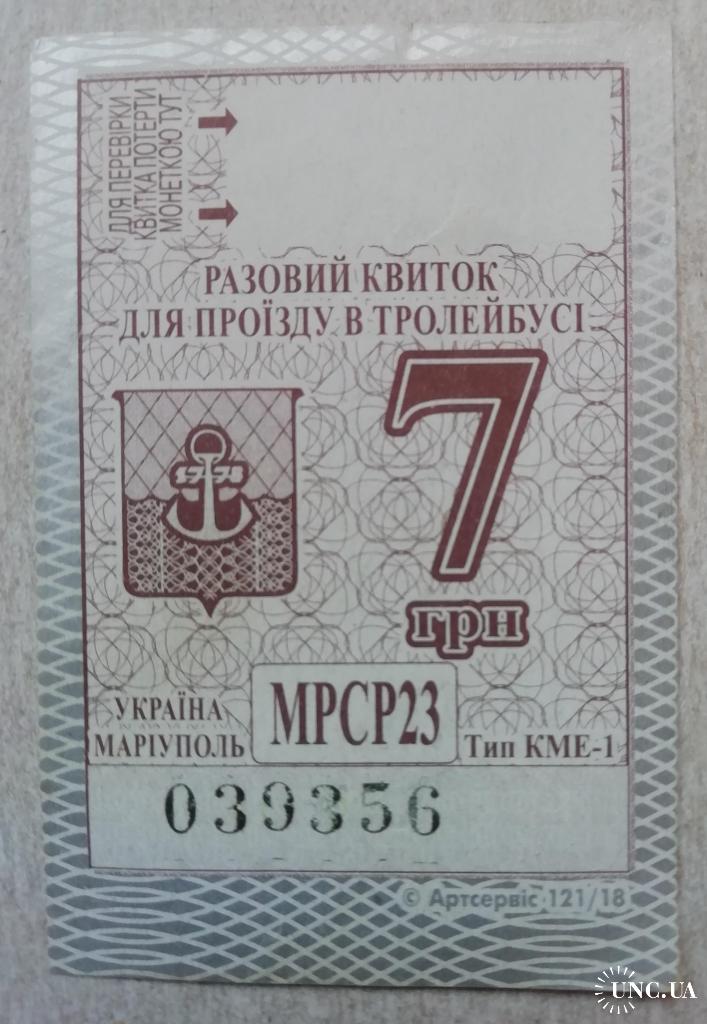 ДЛЯ ПЕРЕВІРКИ
КВИТКА ПОТЕРТИ
МОНЕТКОЮ ТУТ
РАЗОВИЙ КВИТОК
ДЛЯ ПРОЇЗДУ В ТРОЛЕЙБУСІ
1778
7
грн
УКРАЇНА
МАРІУПОЛЬ
МРСР23
Тип КМЕ-1
039356
© Артсервіс 121/18
UNC.UA